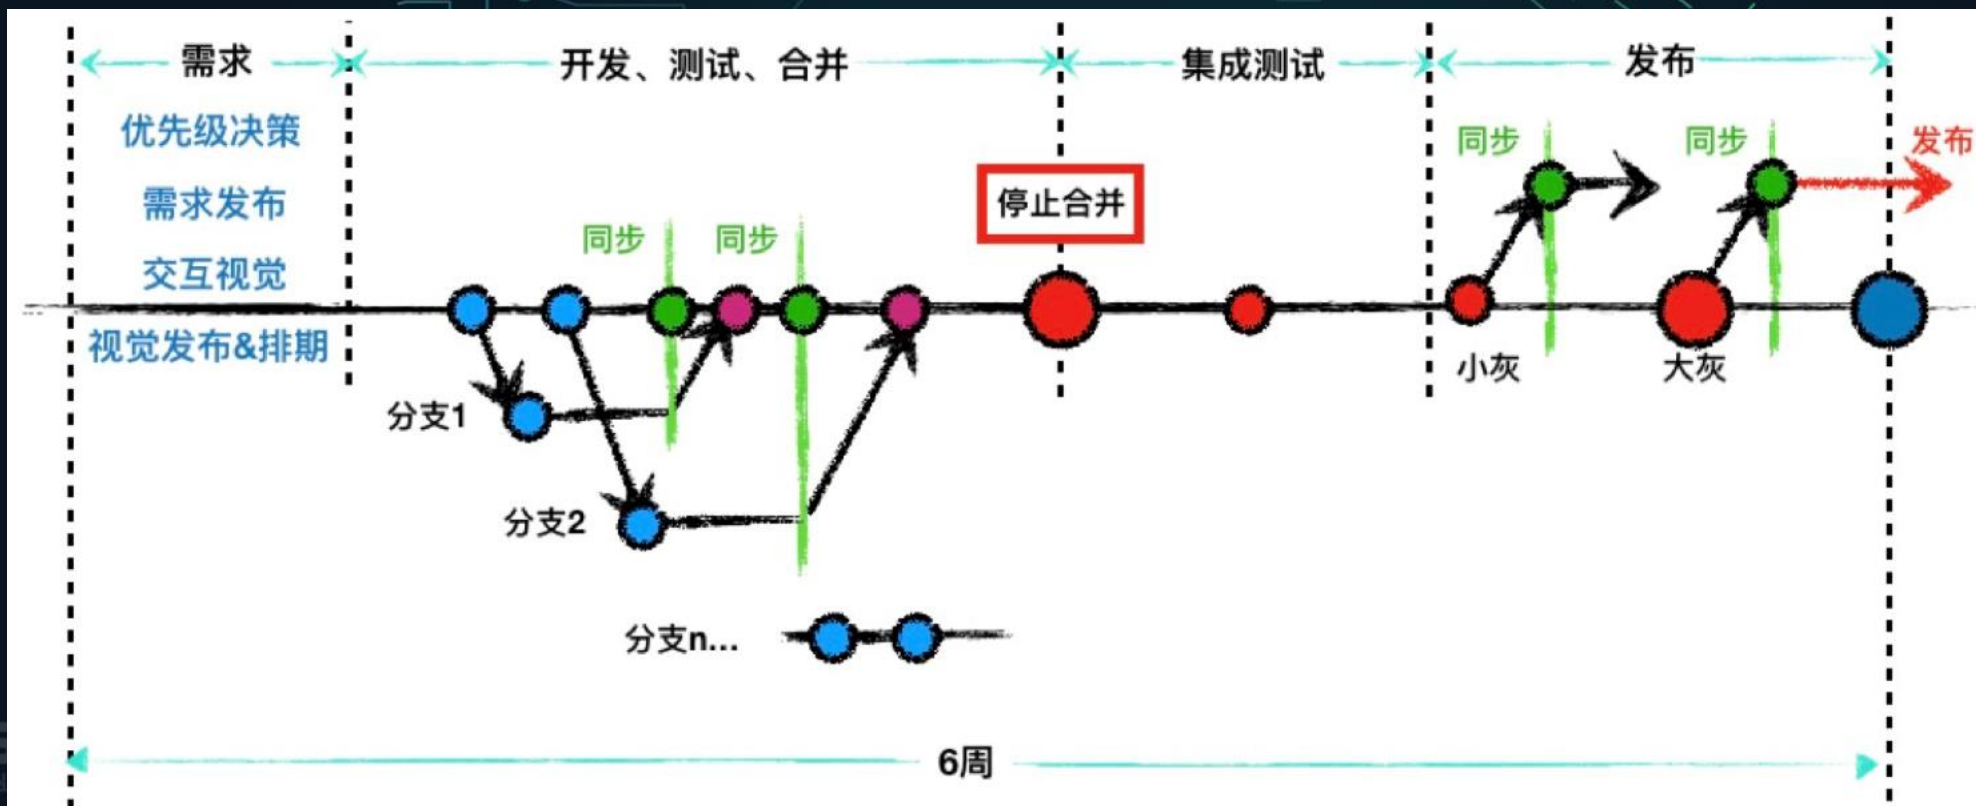 需求
开发、测试、合并
集成测试
发布
优先级决策
需求发布
交互视觉
视觉发布&排期
同步
同步
停止合并
同步
同步
发布
小灰
大灰
分支1
分支2
分支n...
6周